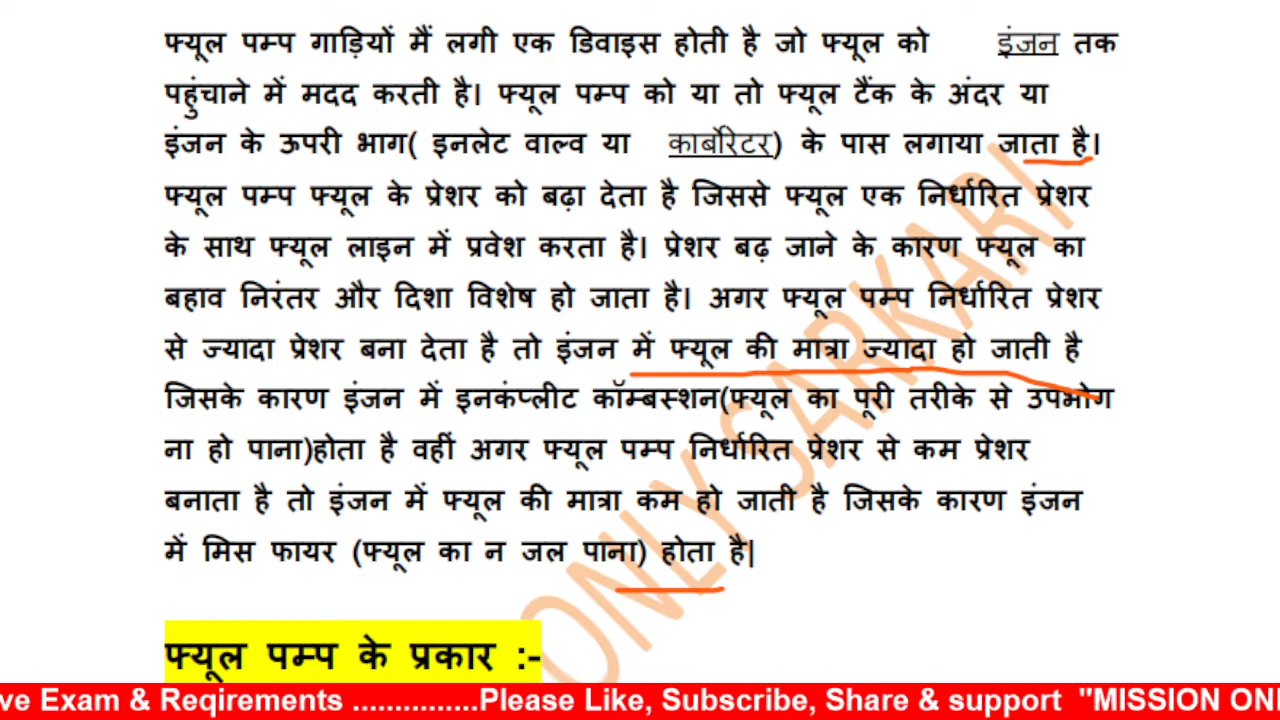 फ्यूल पम्प गाड़ियों मैं लगी एक डिवाइस होती है जो फ्यूल को इंजन तक
पहुंचाने में मदद करती है। फ्यूल पम्प को या तो फ्यूल टैंक के अंदर या
इंजन के ऊपरी भाग( इनलेट वाल्व या कार्बोरेटर) के पास लगाया जाता है।
फ्यूल पम्प फ्यूल के प्रेशर को बढ़ा देता है जिससे फ्यूल एक निर्धारित प्रेशर
के साथ फ्यूल लाइन में प्रवेश करता है। प्रेशर बढ़ जाने के कारण फ्यूल का
बहाव निरंतर और दिशा विशेष हो जाता है। अगर फ्यूल पम्प निर्धारित प्रेशर
से ज्यादा प्रेशर बना देता है तो इंजन में फ्यूल की मात्रा ज्यादा हो जाती है
जिसके कारण इंजन में इनकंप्लीट कॉम्बस्शन(फ्यूल का पूरी तरीके से उपभोग
ना हो पाना)होता है वहीं अगर फ्यूल पम्प निर्धारित प्रेशर से कम प्रेशर
बनाता है तो इंजन में फ्यूल की मात्रा कम हो जाती है जिसके कारण इंजन
में मिस फायर (फ्यूल का न जल पाना) होता है|
ONLY SARKARI
फ्यूल पम्प के प्रकार :-
ve Exam & Reqirements ...............Please Like, Subscribe, Share & support "MISSION ONL